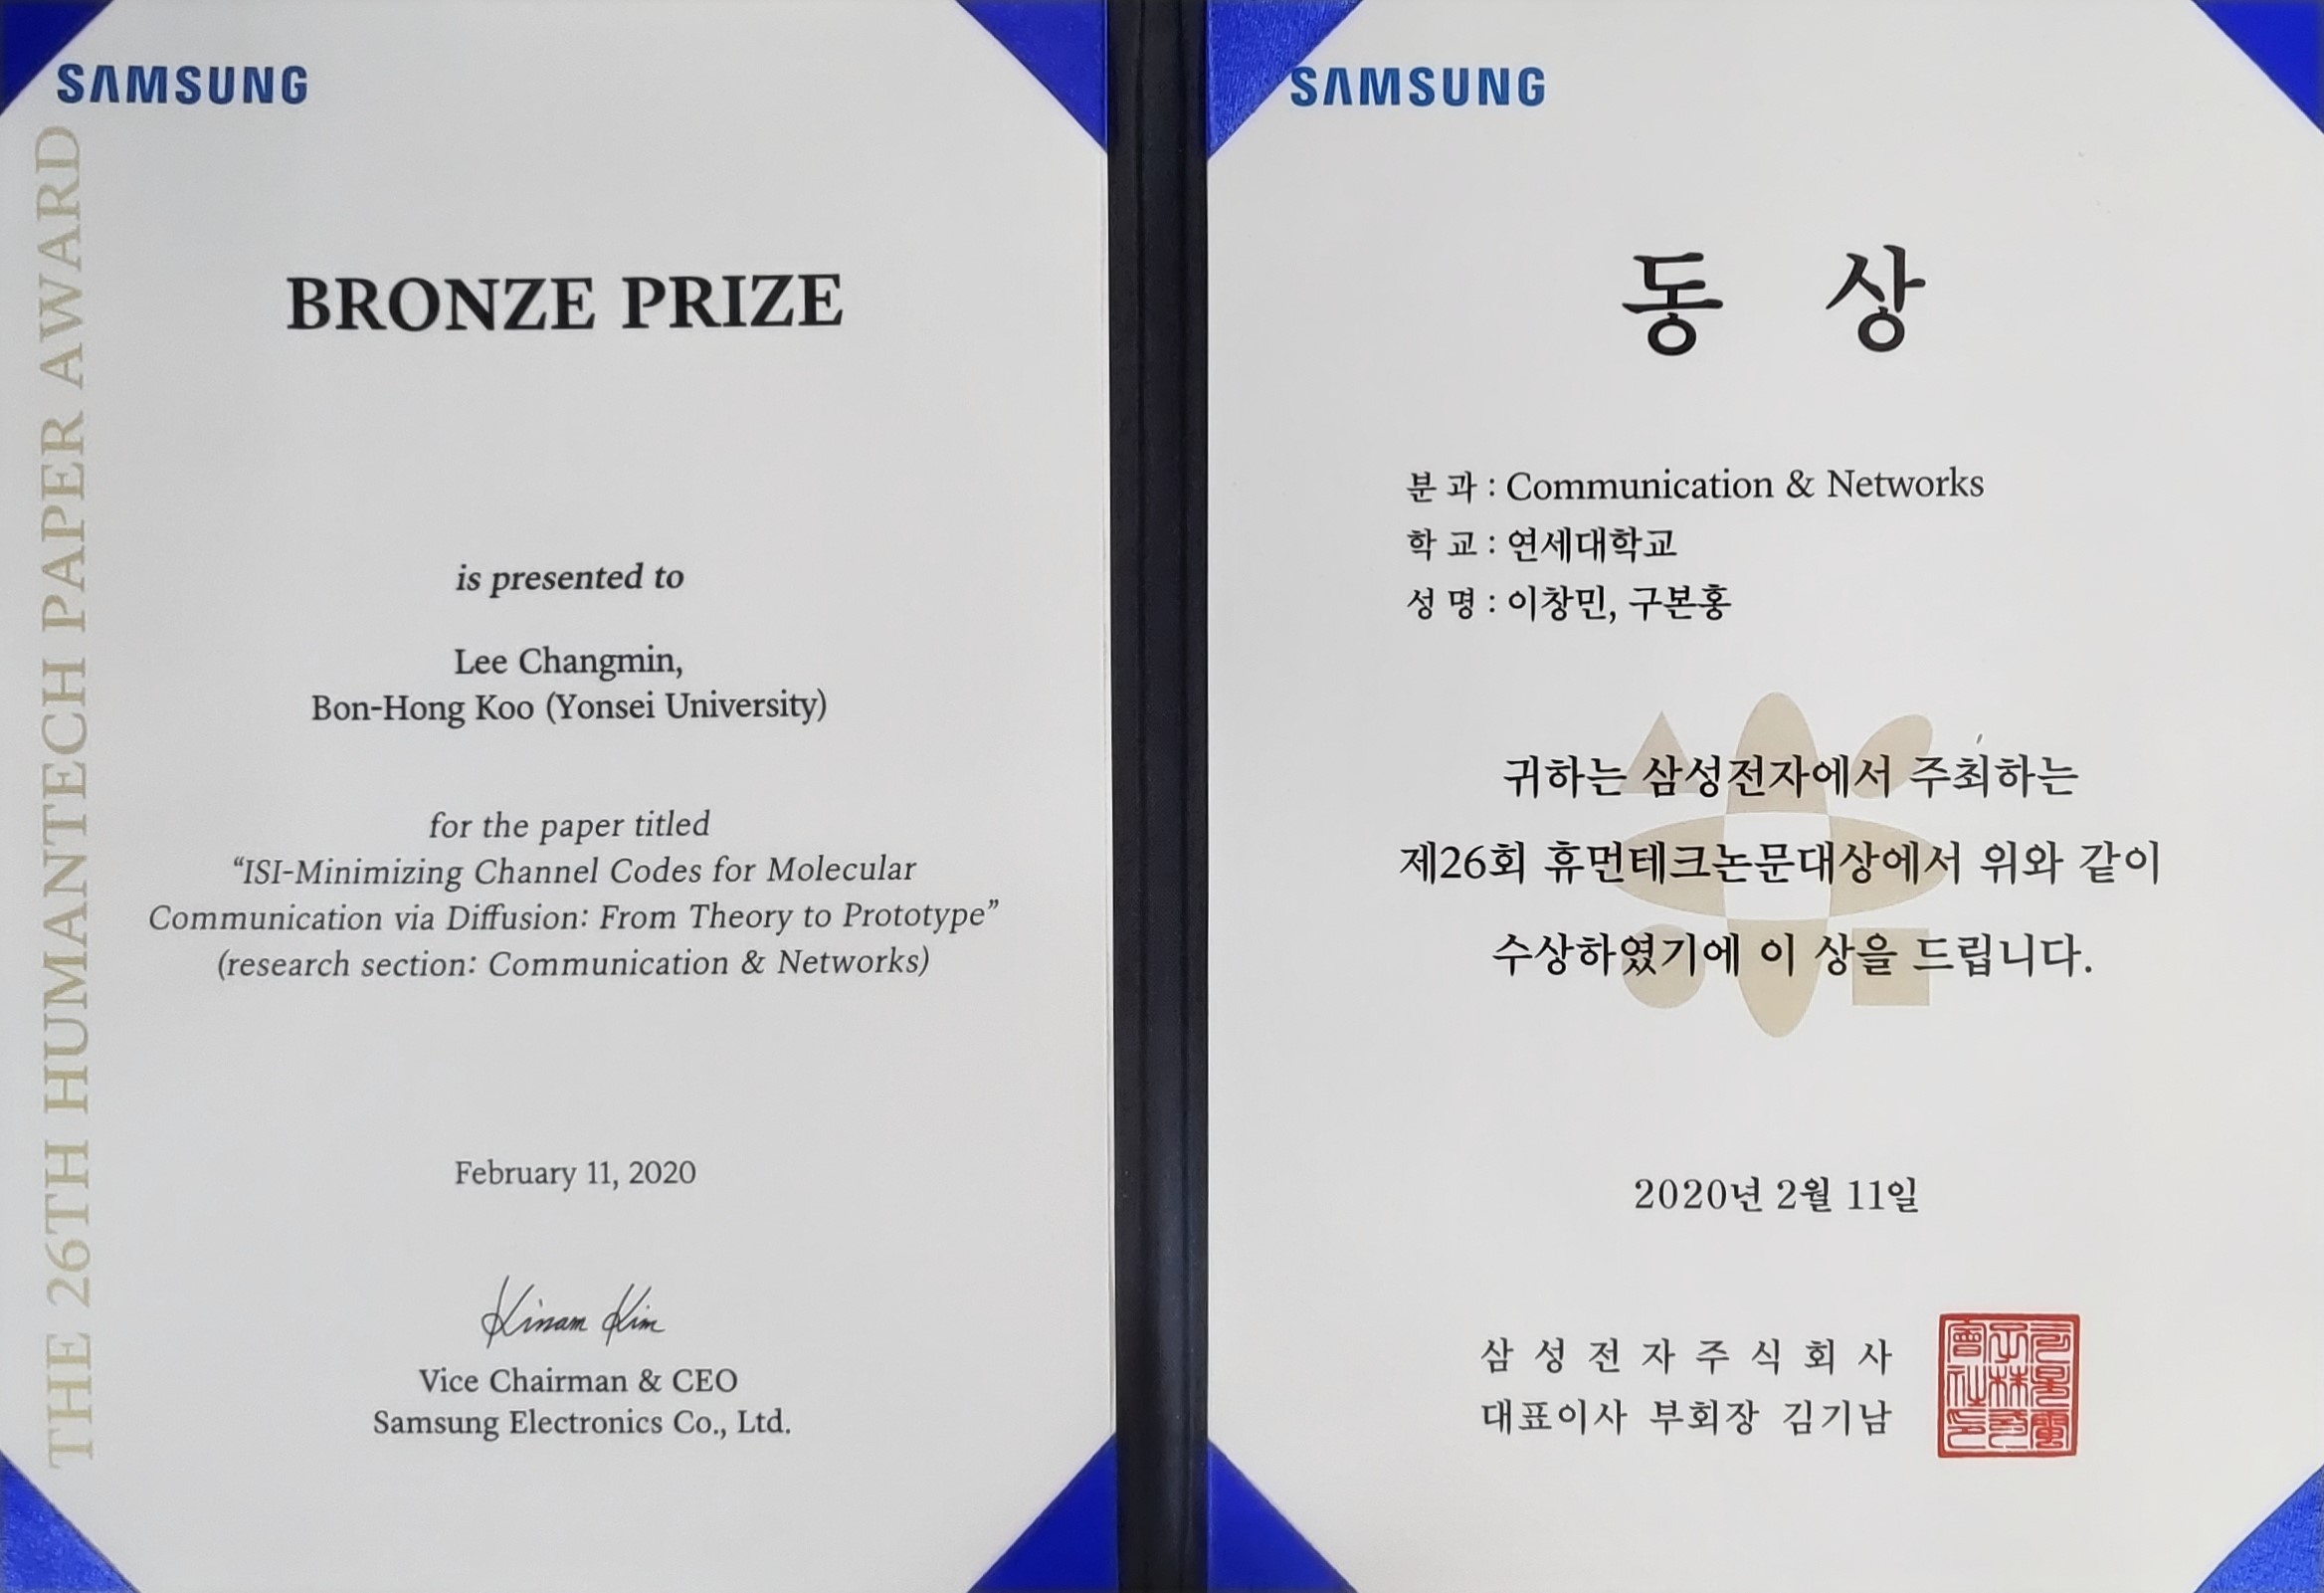 SAMSUNG
THE 26TH HUMANTECH PAPER AWARD
BRONZE PRIZE
is presented to
Lee Changmin,
Bon-Hong Koo (Yonsei University)
for the paper titled
“ISI-Minimizing Channel Codes for Molecular
Communication via Diffusion: From Theory to Prototype”
(research section: Communication & Networks)
February 11, 2020
Kinam Kim
Vice Chairman & CEO
Samsung Electronics Co., Ltd.
SAMSUNG
동 상
분 과 : Communication & Networks
학 교 : 연세대학교
성 명 : 이창민, 구본홍
귀하는 삼성전자에서 주최하는
제26회 휴먼테크논문대상에서 위와 같이
수상하였기에 이 상을 드립니다.
2020년 2월 11일
삼 성 전 자 주 식 회 사
대표이사 부회장 김기남